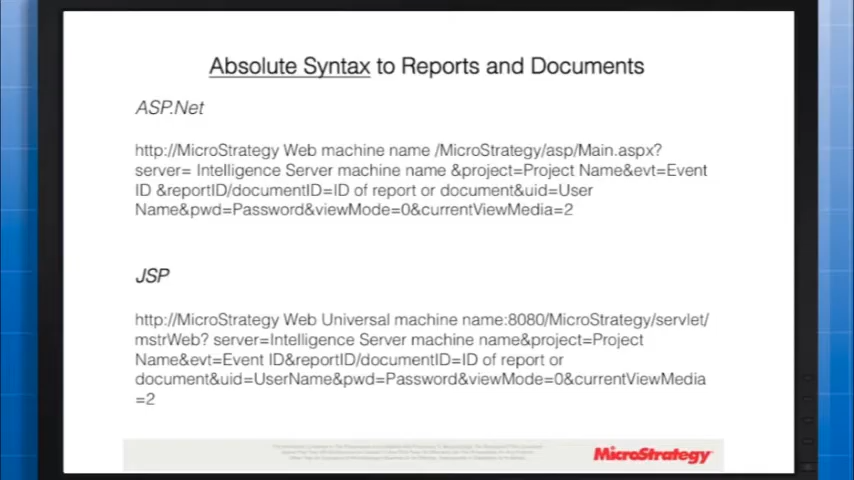 Absolute Syntax to Reports and Documents
ASP.Net
http://MicroStrategy Web machine name /MicroStrategy/asp/Main.aspx?
server= Intelligence Server machine name &project=Project Name&evt=Event
ID &reportID/documentID=ID of report or document&uid=User
Name&pwd=Password&viewMode=0&currentViewMedia=2
JSP
http://MicroStrategy Web Universal machine name:8080/MicroStrategy/servlet/
mstrWeb? server=Intelligence Server machine name&project=Project
Name&evt=Event ID&reportID/documentID=ID of report or
document&uid=UserName&pwd=Password&viewMode=0&currentViewMedia
=2
MicroStrategy